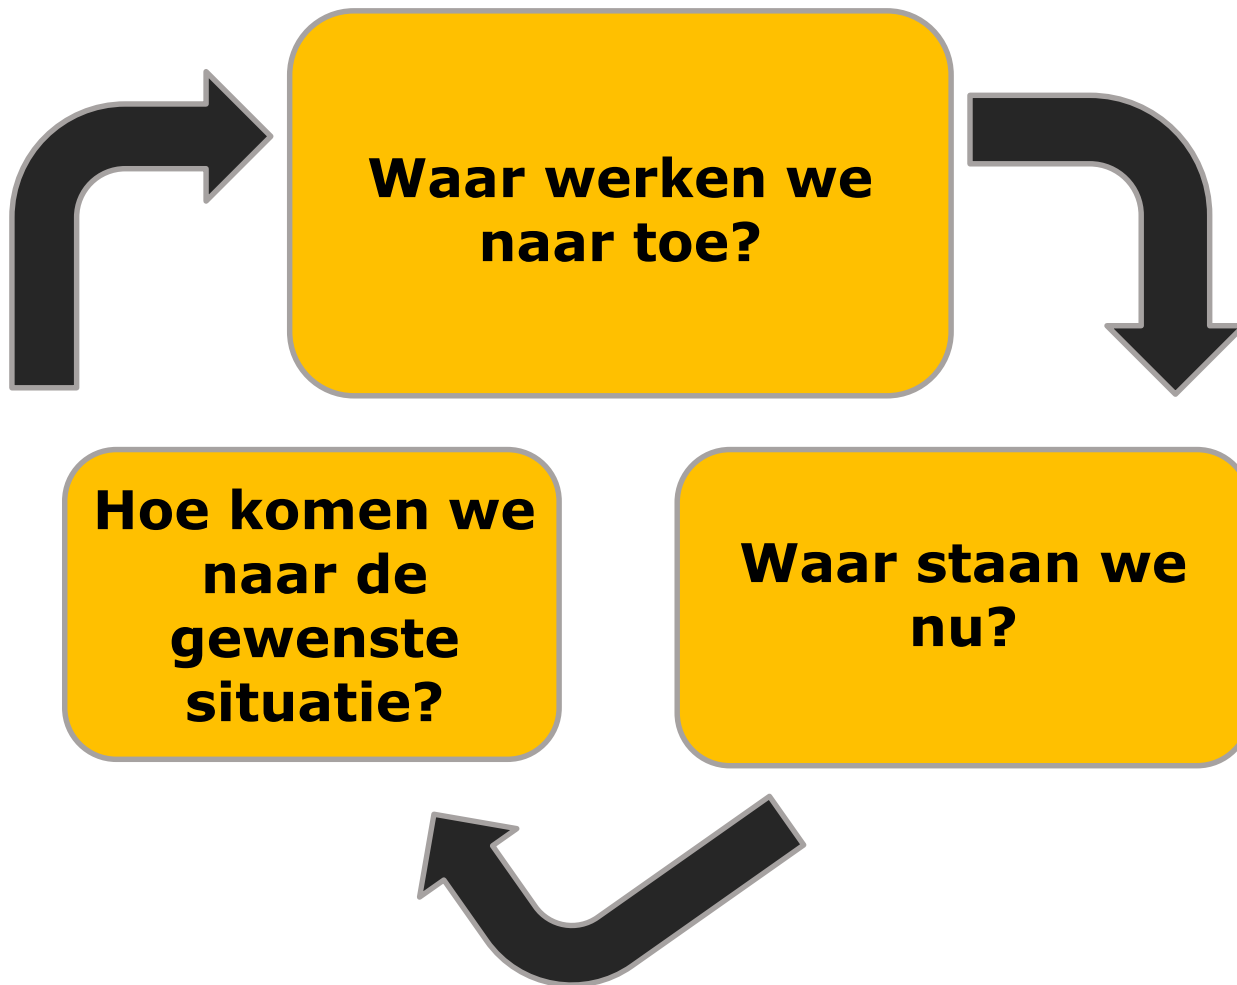 Waar werken we
naar toe?
Hoe komen we
naar de
gewenste
situatie?
Waar staan we
nu?